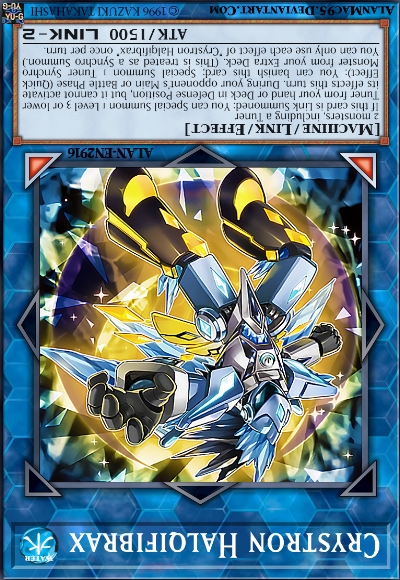 Crystron Halqifibrax
WATER
水
ALAN-EN2916
[Machine/Link/Effect]
2 monsters, including a Tuner
If this card is Link Summoned: You can Special Summon 1 Level 3 or lower
Tuner from your hand or Deck in Defense Position, but it cannot activate
its effects this turn. During your opponent's Main or Battle Phase (Quick
Effect): You can banish this card; Special Summon 1 Tuner Synchro
Monster from your Extra Deck. (This is treated as a Synchro Summon.)
You can only use each effect of "Crystron Halqifibrax" once per turn.
ATK/1500 LINK-2
AlanMac95.Deviantart.Com
©1996 KAZUKI TAKAHASHI